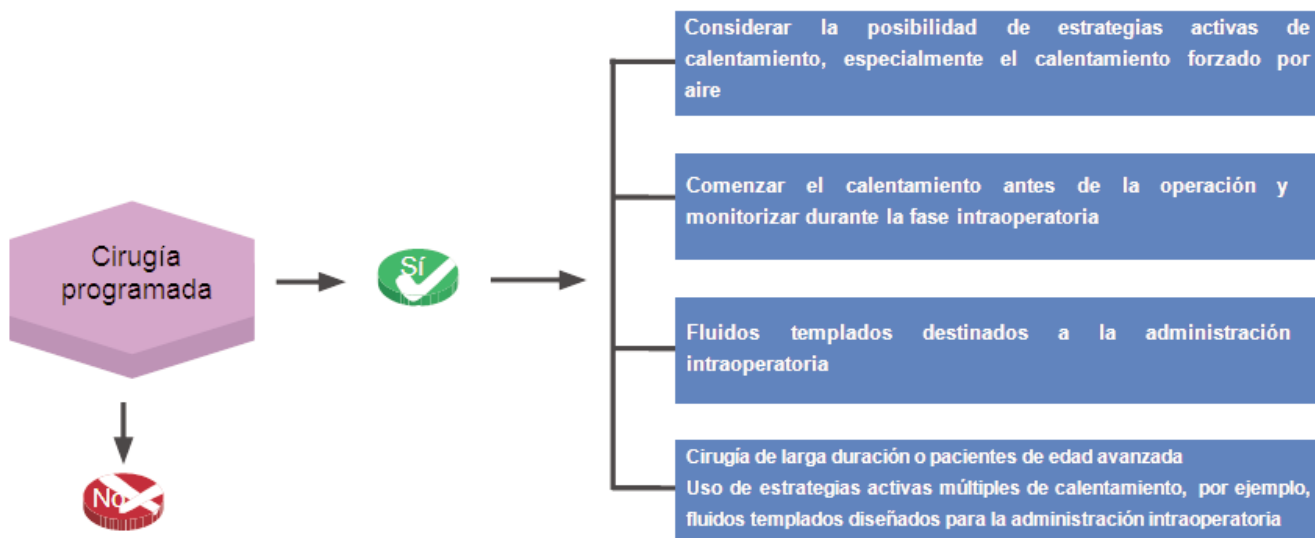 Cirugía
programada
Sí
No
Considerar la posibilidad de estrategias activas de
calentamiento, especialmente el calentamiento forzado por
aire
Comenzar el calentamiento antes de la operación y
monitorizar durante la fase intraoperatoria
Fluidos templados destinados a la administración
intraoperatoria
Cirugía de larga duración o pacientes de edad avanzada
Uso de estrategias activas múltiples de calentamiento, por ejemplo,
fluidos templados diseñados para la administración intraoperatoria